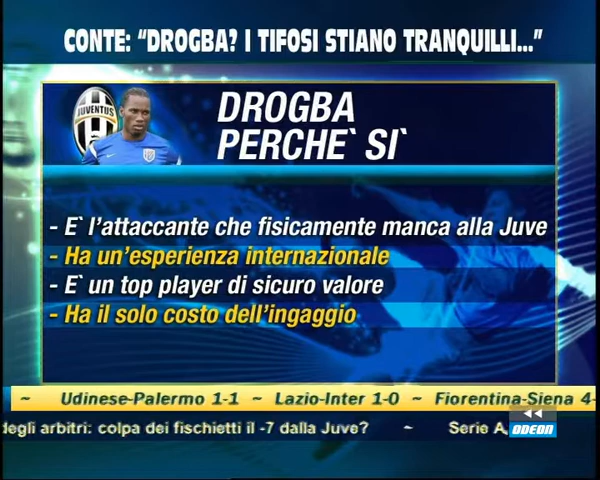 CONTE: “DROGBA? I TIFOSI STIANO TRANQUILLI...”
JUVENTUS
DROGBA
PERCHE` SI`
- E` l’attaccante che fisicamente manca alla Juve
- Ha un’esperienza internazionale
- E` un top player di sicuro valore
- Ha il solo costo dell’ingaggio
~ Udinese-Palermo 1-1 ~ Lazio-Inter 1-0 ~ Fiorentina-Siena 4-
degli arbitri: colpa dei fischietti il -7 dalla Juve? ~ Serie A,
ODEON